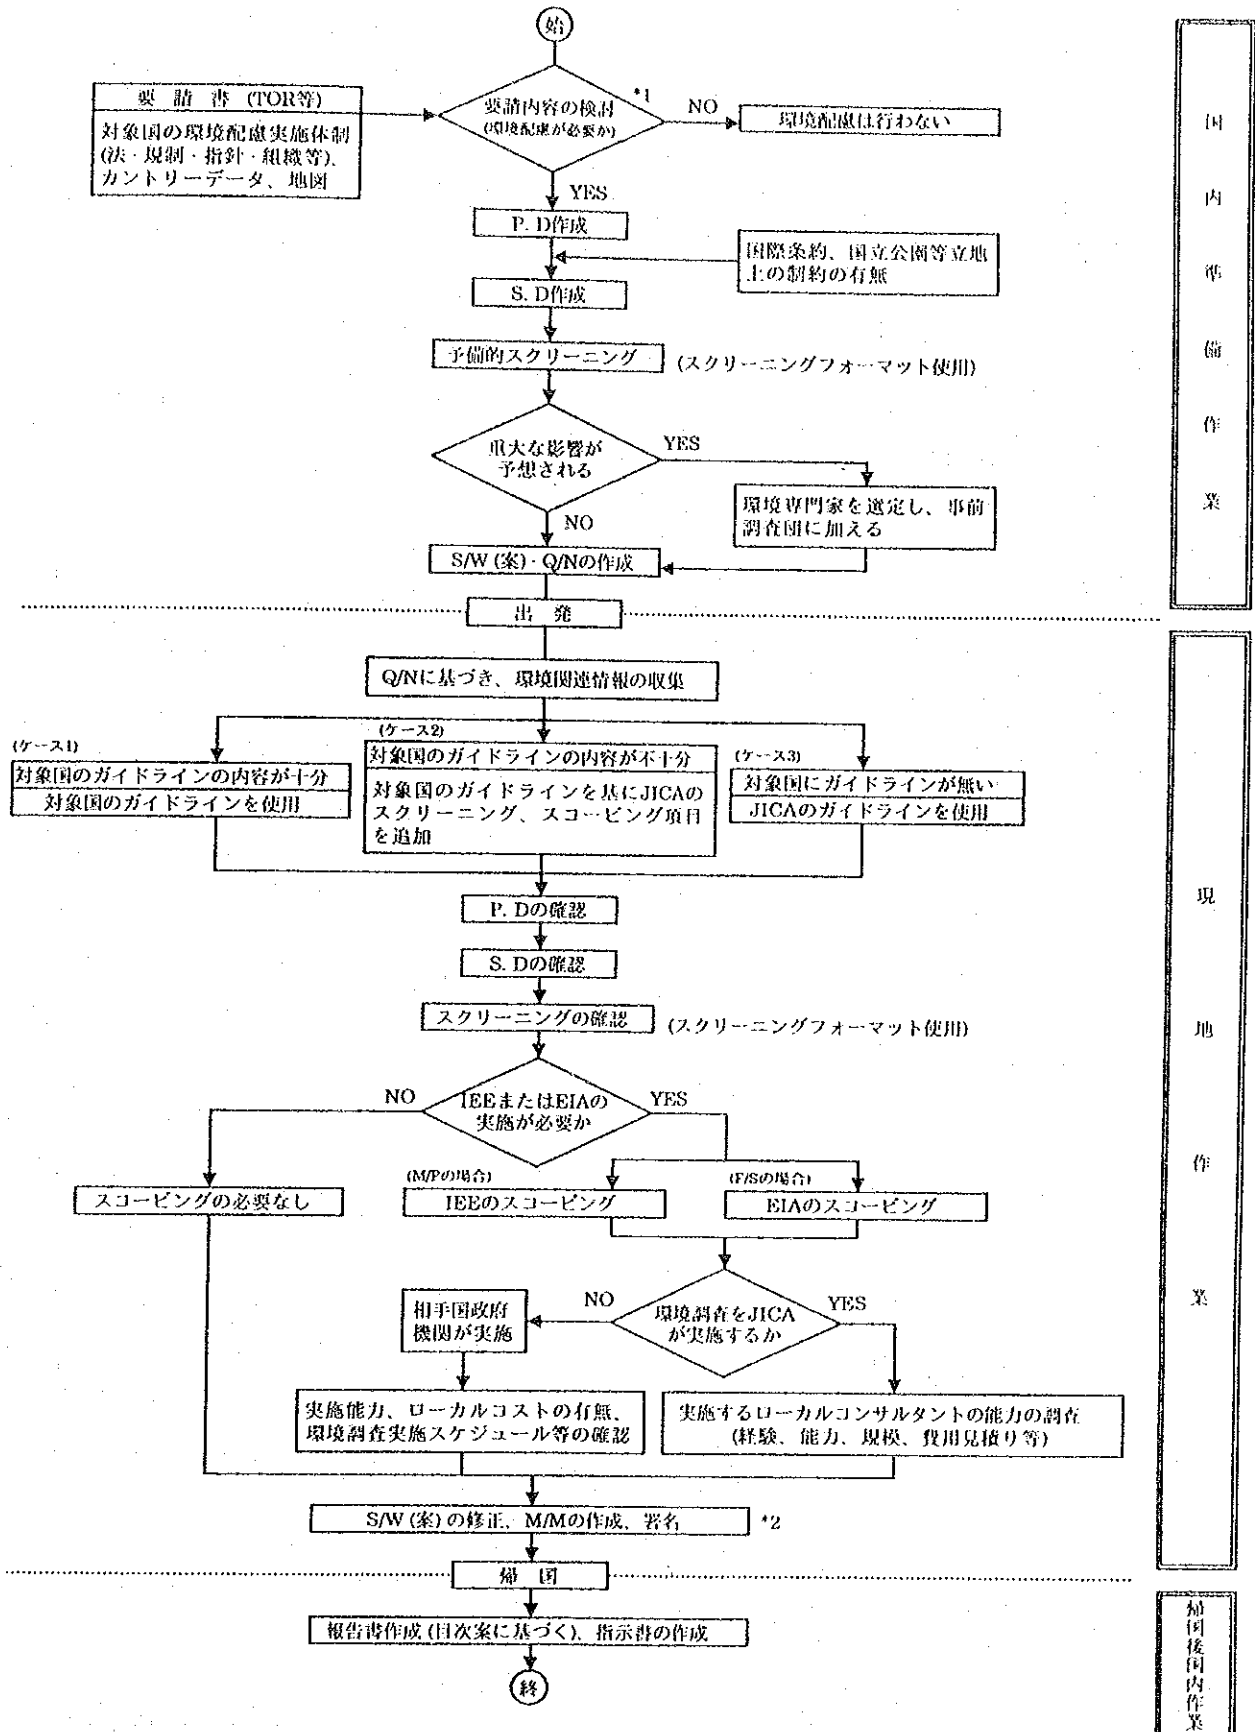 始
要請書 (TOR等)
対象国の環境配慮実施体制
(法・規制・指針・組織等)、
カントリーデータ、地図
要請内容の検討
(環境配慮が必要か)
*1
NO
環境配慮は行わない
YES
P. D作成
国際条約、国立公園等立地
上の制約の有無
S. D作成
予備的スクリーニング
(スクリーニングフォーマット使用)
重大な影響が
予想される
YES
環境専門家を選定し、事前
調査団に加える
NO
S/W (案)・Q/Nの作成
出発
国内準備作業
Q/Nに基づき、環境関連情報の収集
(ケース1)
対象国のガイドラインの内容が十分
対象国のガイドラインを使用
(ケース2)
対象国のガイドラインの内容が不十分
対象国のガイドラインを基にJICAの
スクリーニング、スコーピング項目
を追加
(ケース3)
対象国にガイドラインが無い
JICAのガイドラインを使用
P. Dの確認
S. Dの確認
スクリーニングの確認
(スクリーニングフォーマット使用)
IEEまたはEIAの
実施が必要か
NO
YES
スコーピングの必要なし
(M/Pの場合)
IEEのスコーピング
(F/Sの場合)
EIAのスコーピング
環境調査をJICA
が実施するか
NO
YES
相手国政府
機関が実施
実施能力、ローカルコストの有無、
環境調査実施スケジュール等の確認
実施するローカルコンサルタントの能力の調査
(経験、能力、規模、費用見積り等)
S/W (案) の修正、M/Mの作成、署名
*2
帰国
現地作業
報告書作成 (目次案に基づく)、指示書の作成
終
帰国後国内作業